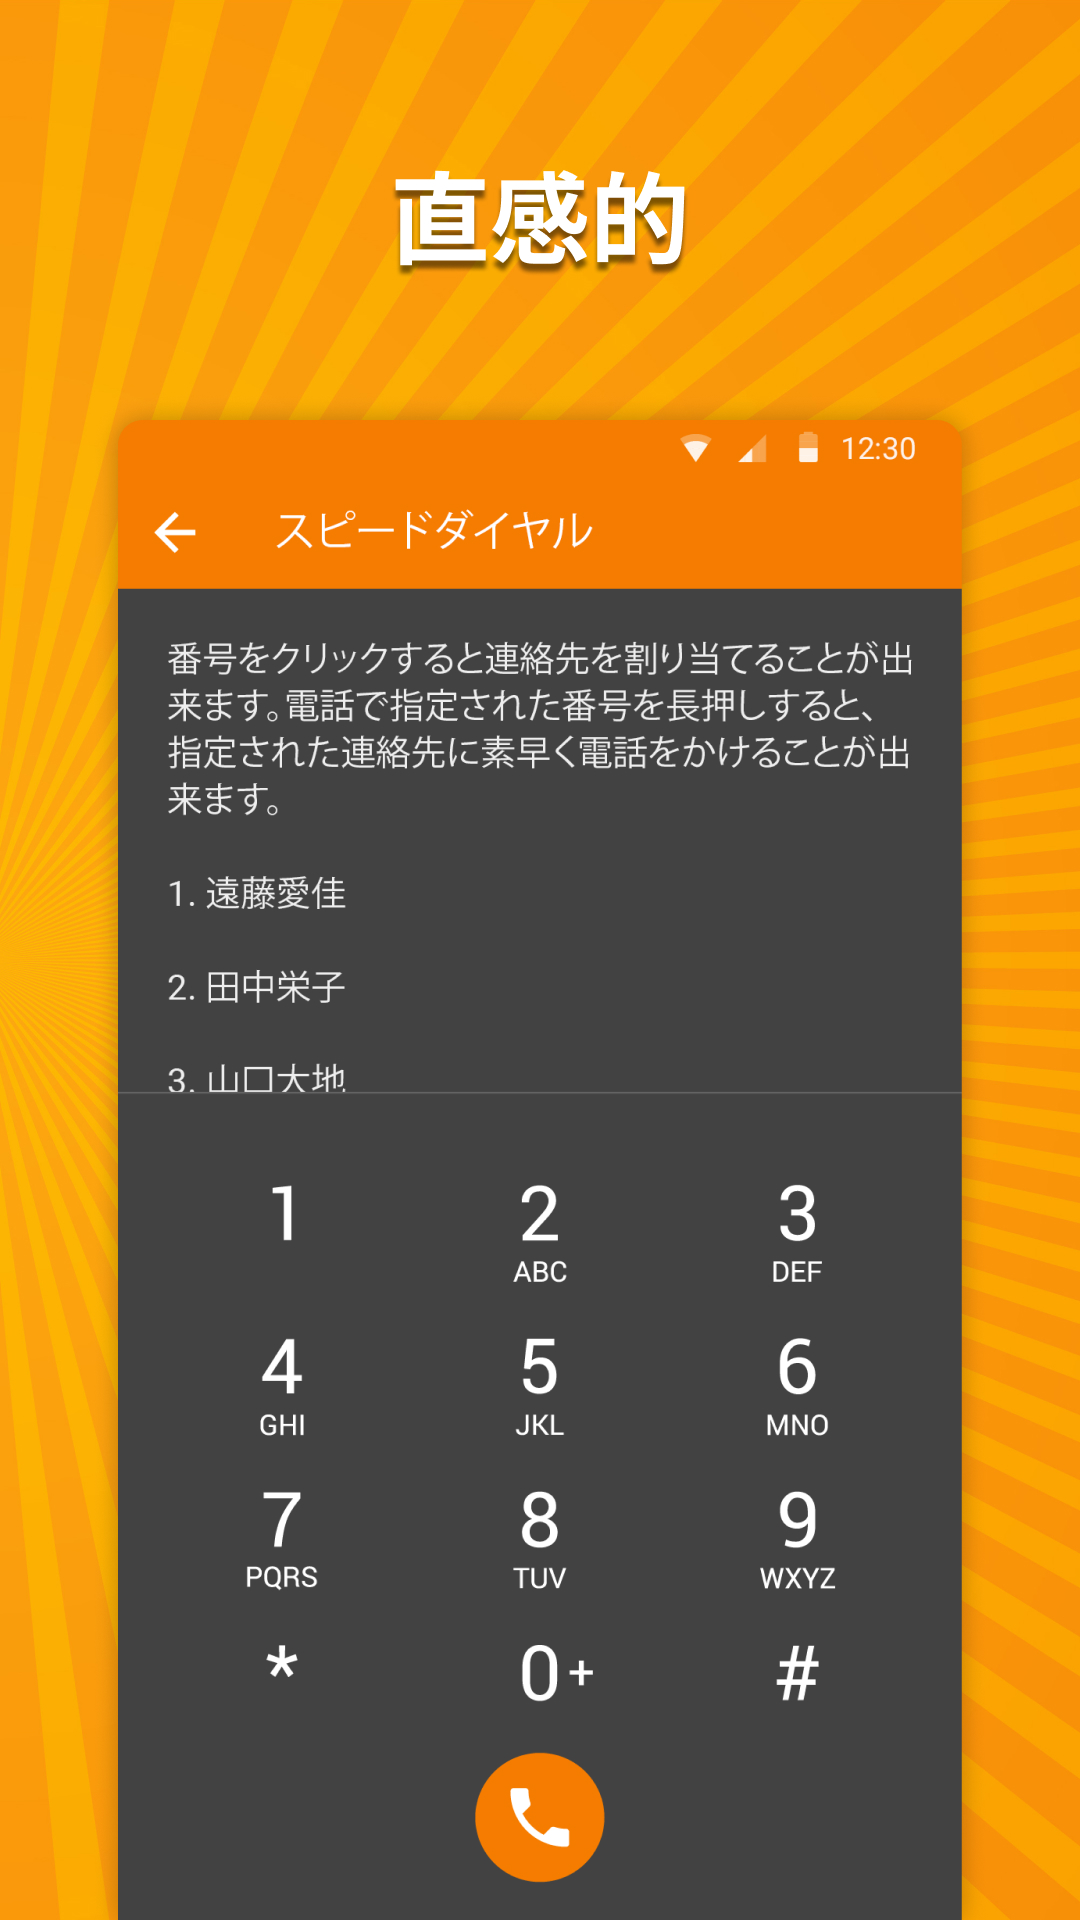 直感的
12:30
スピードダイヤル
番号をクリックすると連絡先を割り当てることが出
来ます。電話で指定された番号を長押しすると、
指定された連絡先に素早く電話をかけることが出
来ます。
1. 遠藤愛佳
2. 田中栄子
3. 山口大地
1 2 3
ABC DEF
4 5 6
GHI JKL MNO
7 8 9
PQRS TUV WXYZ
* 0 + #